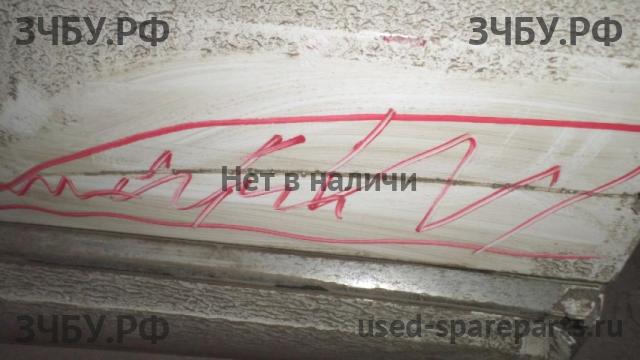 ЗЧБУ.РФ ЗЧБУ.РФ
Нет в наличи
ЗЧБУ.РФ used-spareparts.ru